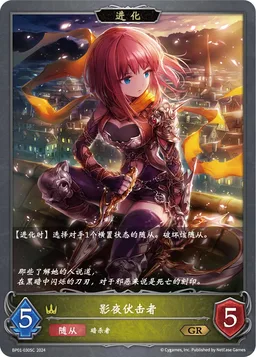 进化
【进化时】选择对手1个横置状态的随从。破坏该随从。
那些了解她的人说道,
在黑暗中闪烁的刀刃,对于邪恶来说是死亡的刻印。
影夜伏击者
5
5
随从
暗杀者
GR
BP01-030SC 2024
© Cygames, Inc. Published by NetEase Games